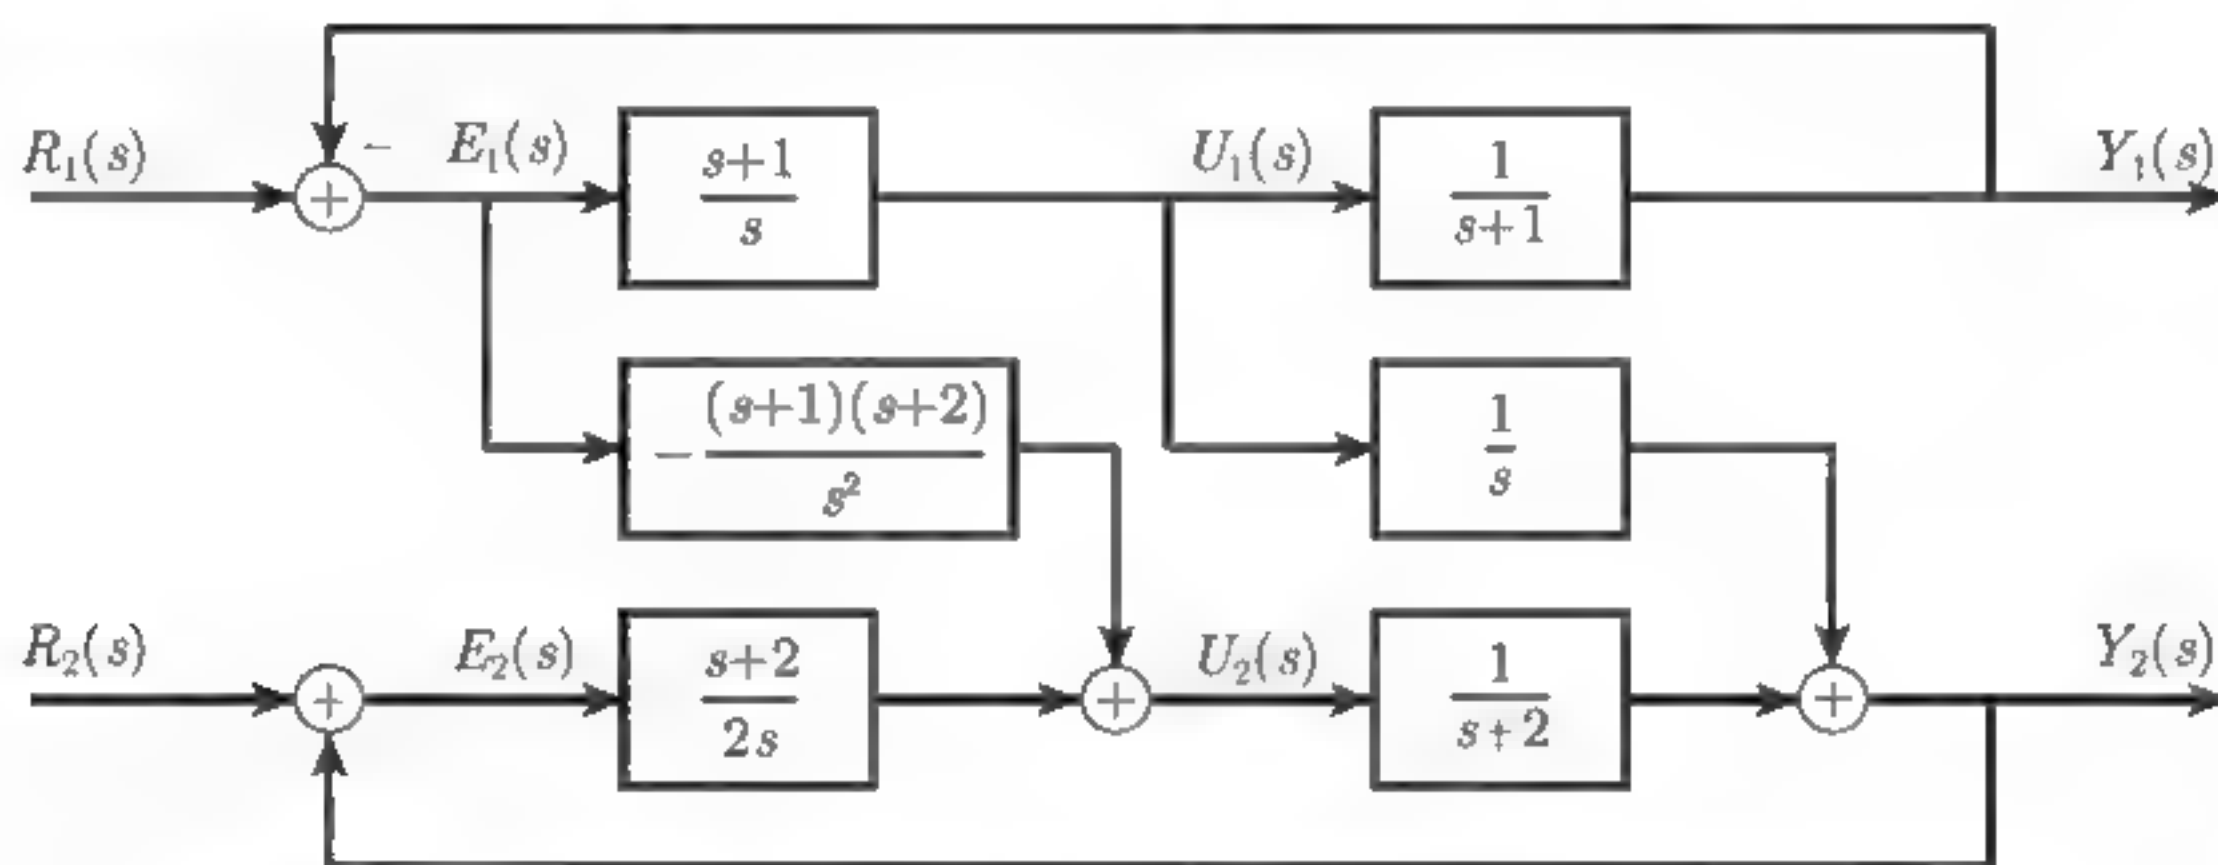 R₁(s)
−
+
E₁(s)
s+1
s
U₁(s)
1
s+1
Y₁(s)
− (s+1)(s+2)
s²
1
s
R₂(s)
+
E₂(s)
s+2
2s
+
U₂(s)
1
s+2
+
Y₂(s)